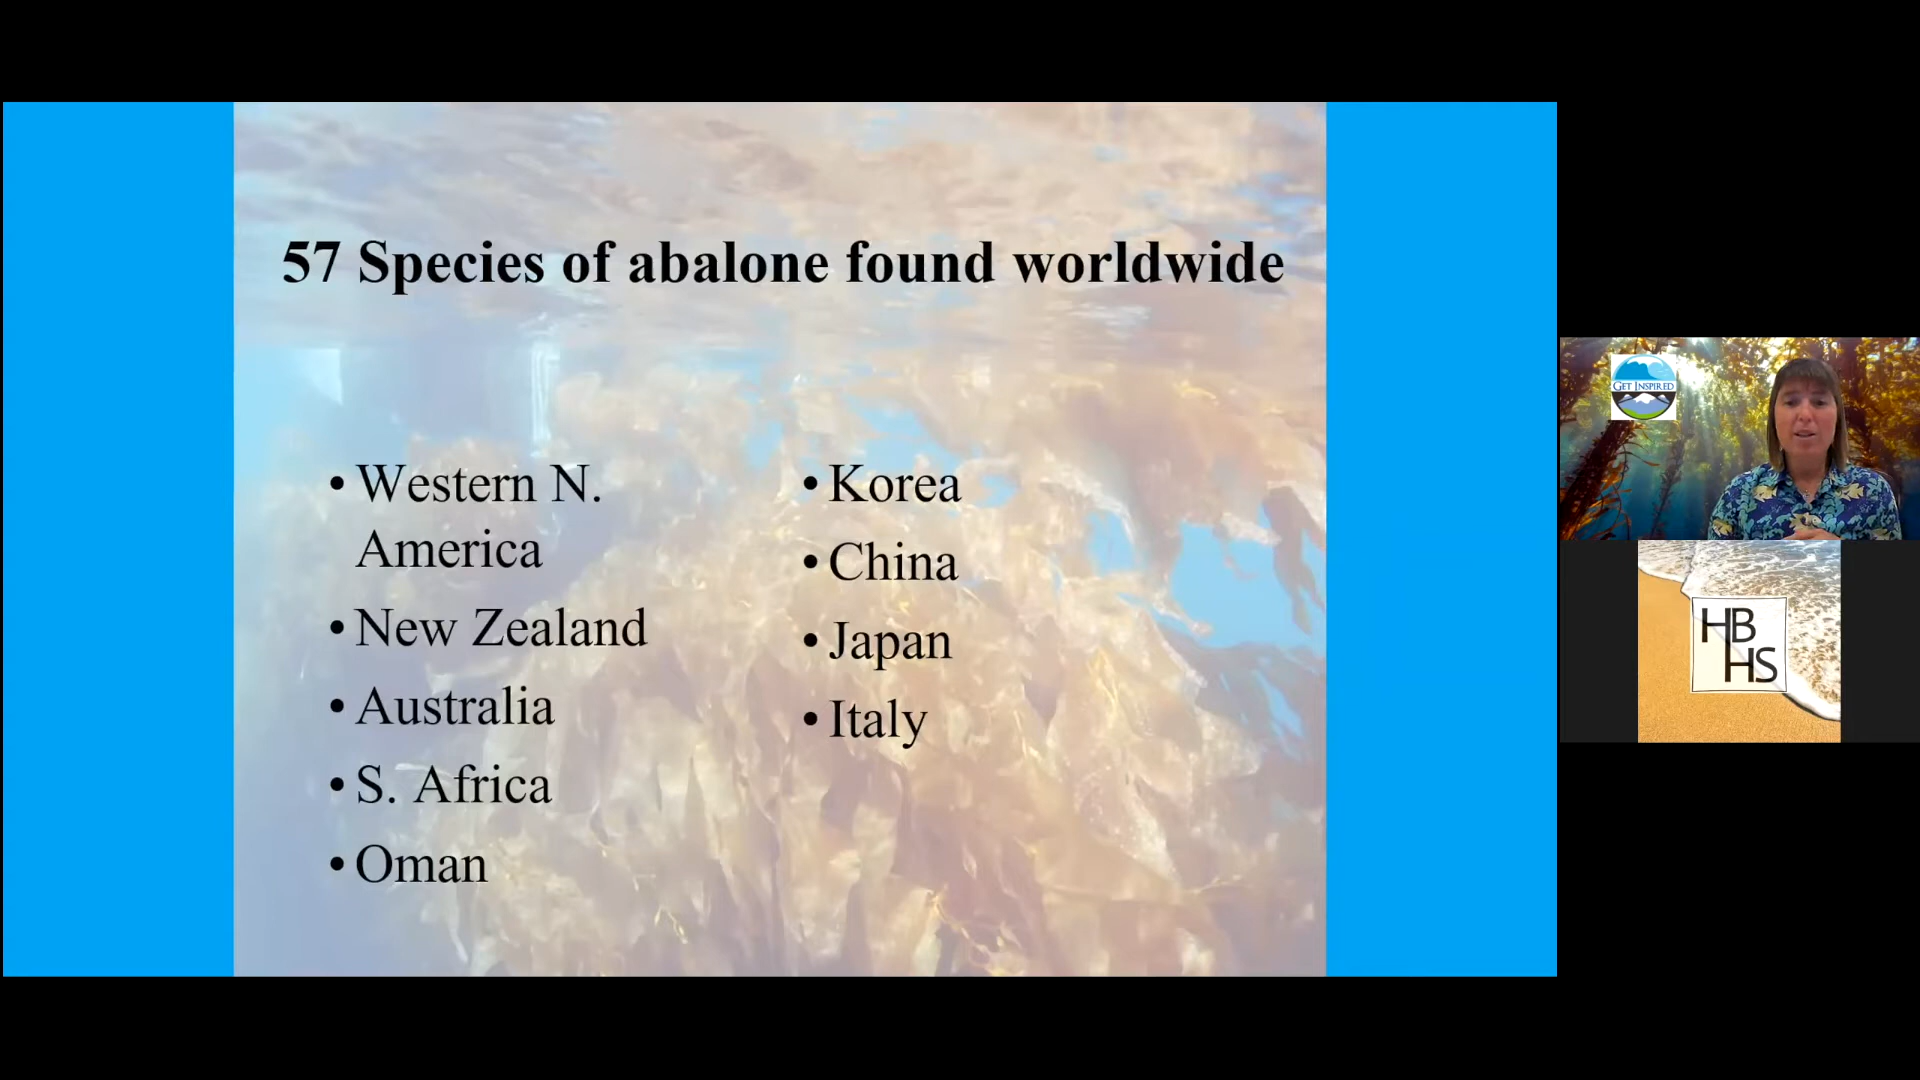 57 Species of abalone found worldwide
• Western N.
America
• New Zealand
• Australia
• S. Africa
• Oman
• Korea
• China
• Japan
• Italy
GET INSPIRED
HB
HS